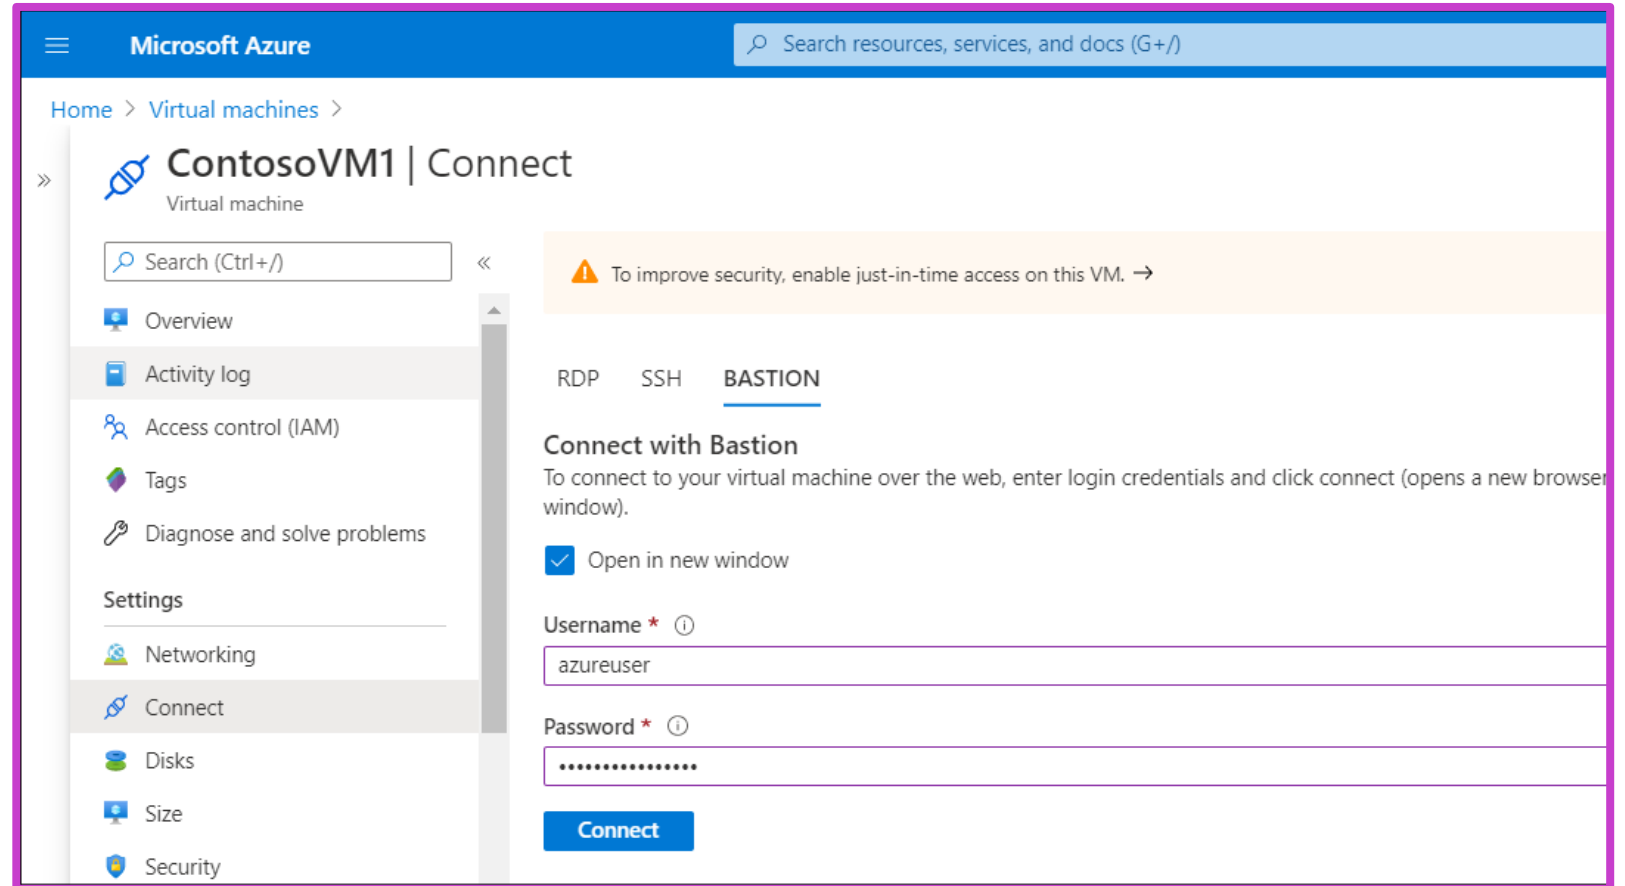 Microsoft Azure
Search resources, services, and docs (G+/)
Home > Virtual machines >
ContosoVM1 | Connect
Virtual machine
Search (Ctrl+/)
Overview
Activity log
Access control (IAM)
Tags
Diagnose and solve problems
Settings
Networking
Connect
Disks
Size
Security
To improve security, enable just-in-time access on this VM. →
RDP SSH BASTION
Connect with Bastion
To connect to your virtual machine over the web, enter login credentials and click connect (opens a new browser
window).
Open in new window
Username *
azureuser
Password *
••••••••••••••••
Connect